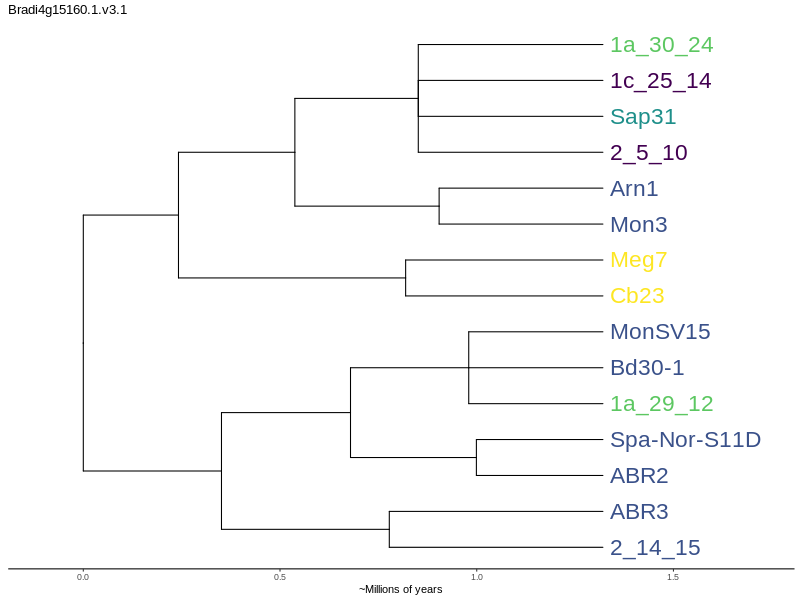 Bradi4g15160.1.v3.1
1a_30_24
1c_25_14
Sap31
2_5_10
Arn1
Mon3
Meg7
Cb23
MonSV15
Bd30-1
1a_29_12
Spa-Nor-S11D
ABR2
ABR3
2_14_15
0.0 0.5 1.0 1.5
~Millions of years